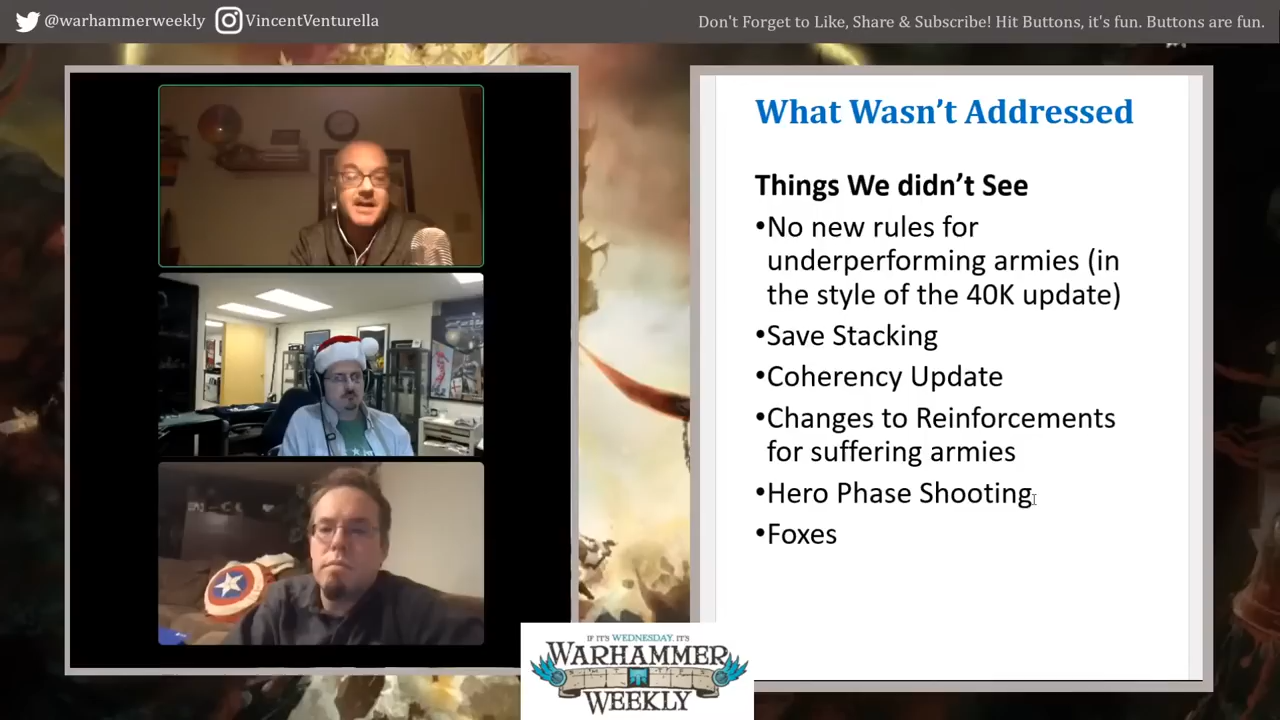 @warhammerweekly VincentVenturella
Don't Forget to Like, Share & Subscribe! Hit Buttons, it's fun. Buttons are fun.
What Wasn't Addressed
Things We didn't See
•No new rules for
underperforming armies (in
the style of the 40K update)
•Save Stacking
•Coherency Update
•Changes to Reinforcements
for suffering armies
•Hero Phase Shooting
•Foxes
IF IT'S WEDNESDAY, IT'S
WARHAMMER
WEEKLY